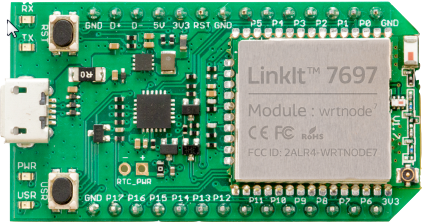 RX
TX
RST
GND D+ D- 5V 3V3 RST GND
P5 P4 P3 P2 P1 P0 GND
R0
LinkIt™ 7697
Module : wrtnode⁷
CE FC RoHS
FCC ID: 2ALR4-WRTNODE7
PWR
USR
USR
RTC_PWR
GND P17 P16 P15 P14 P13 P12
P11 P10 P9 P8 P7 P6 3V3